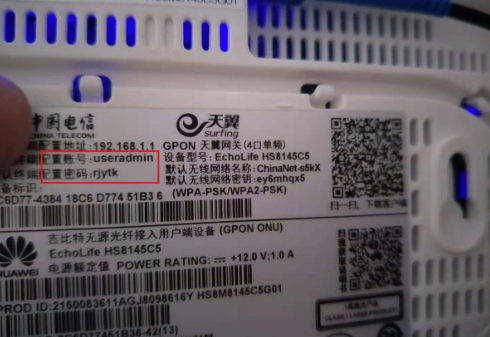 中国电信
CHINA TELECOM
天翼
surfing
配置地址:192.168.1.1
GPON 天翼网关(4口单频)
配置账号:useradmin
设备型号:EchoLife HS8145C5
终端配置密码:rjytk
默认无线网络名称:ChinaNet-s5kX
设备标识:
默认无线网络密钥:ey6mhqx5
C6D77-4384 18C6 D774 51B3 6
(WPA-PSK/WPA2-PSK)
扫一扫
下载
HUAWEI
吉比特无源光纤接入用户端设备 (GPON ONU)
EchoLife HS8145C5
电源额定值 POWER RATING: ⎓ +12.0 V;1.0 A
PROD ID:2150083611AGJ8098616Y HS8M8145C5G01
CLASS 1 LASER PRODUCT